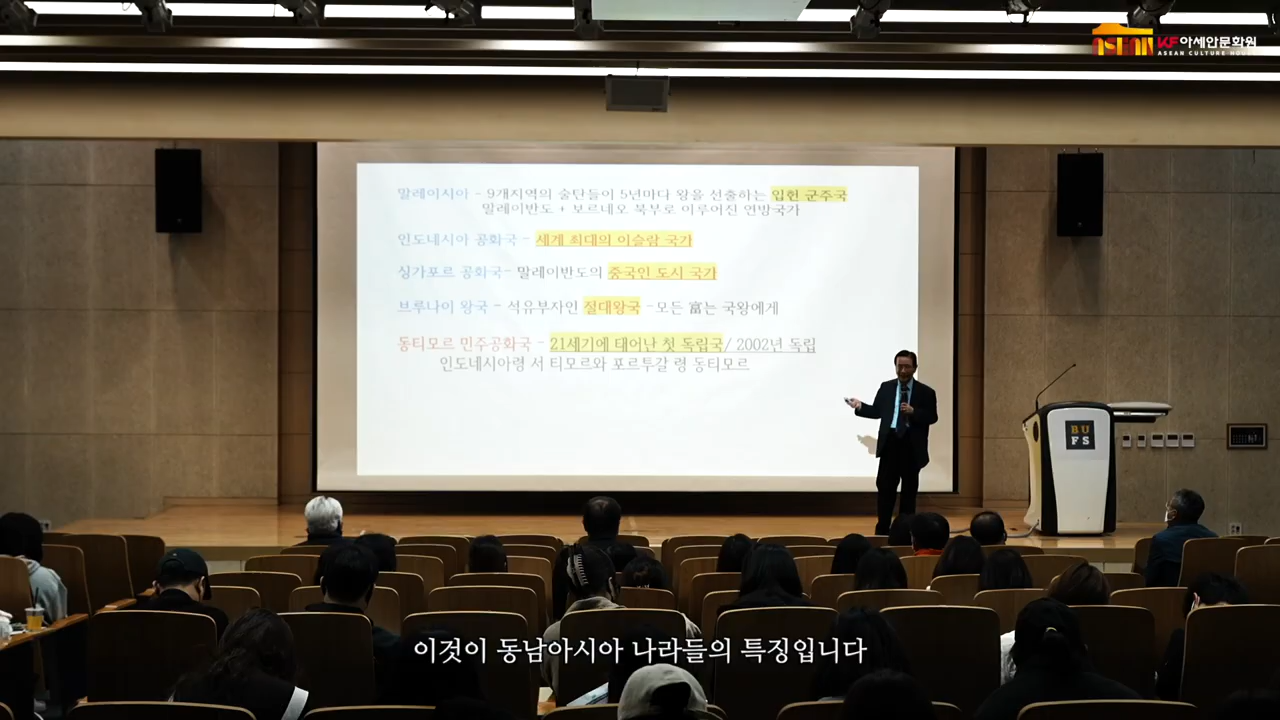 KF아세안문화원
ASEAN CULTURE HOUSE
말레이시아 - 9개지역의 술탄들이 5년마다 왕을 선출하는 입헌 군주국
말레이반도 + 보르네오 북부로 이루어진 연방국가
인도네시아 공화국 - 세계 최대의 이슬람 국가
싱가포르 공화국- 말레이반도의 중국인 도시 국가
브루나이 왕국 - 석유부자인 절대왕국 -모든 富는 국왕에게
동티모르 민주공화국 - 21세기에 태어난 첫 독립국/ 2002년 독립
인도네시아령 서 티모르와 포르투갈 령 동티모르
BU
FS
이것이 동남아시아 나라들의 특징입니다